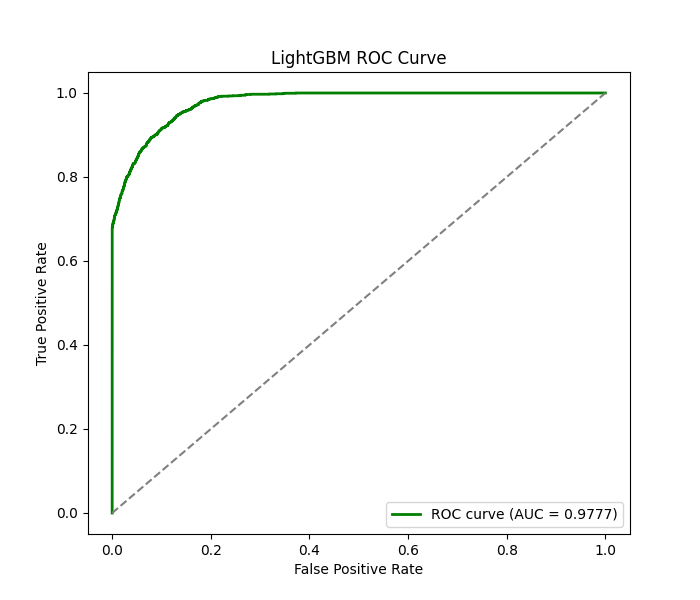 LightGBM ROC Curve
True Positive Rate
1.0
0.8
0.6
0.4
0.2
0.0
ROC curve (AUC = 0.9777)
0.0 0.2 0.4 0.6 0.8 1.0
False Positive Rate